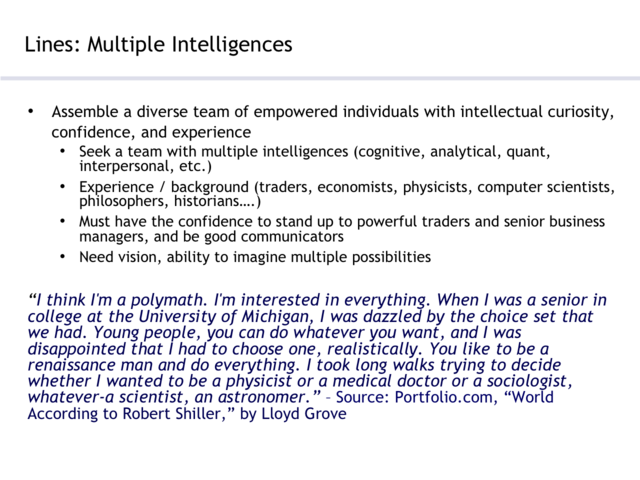 Lines: Multiple Intelligences
• Assemble a diverse team of empowered individuals with intellectual curiosity,
confidence, and experience
• Seek a team with multiple intelligences (cognitive, analytical, quant,
interpersonal, etc.)
• Experience / background (traders, economists, physicists, computer scientists,
philosophers, historians….)
• Must have the confidence to stand up to powerful traders and senior business
managers, and be good communicators
• Need vision, ability to imagine multiple possibilities
“I think I'm a polymath. I'm interested in everything. When I was a senior in
college at the University of Michigan, I was dazzled by the choice set that
we had. Young people, you can do whatever you want, and I was
disappointed that I had to choose one, realistically. You like to be a
renaissance man and do everything. I took long walks trying to decide
whether I wanted to be a physicist or a medical doctor or a sociologist,
whatever-a scientist, an astronomer.” – Source: Portfolio.com, “World
According to Robert Shiller,” by Lloyd Grove